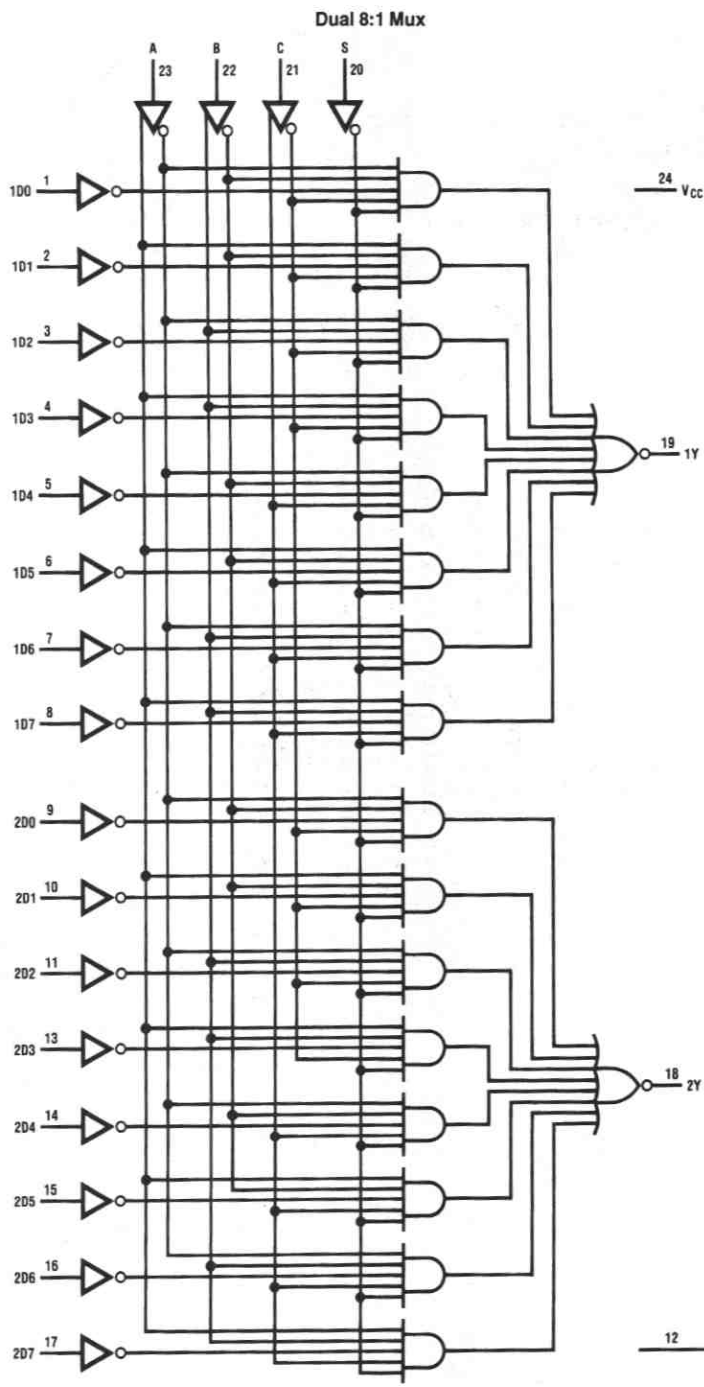 Dual 8:1 Mux
A B C S
23 22 21 20
1D0 1
24 VCC
1D1 2
1D2 3
1D3 4
19 1Y
1D4 5
1D5 6
1D6 7
1D7 8
2D0 9
2D1 10
2D2 11
2D3 13
18 2Y
2D4 14
2D5 15
2D6 16
2D7 17
12